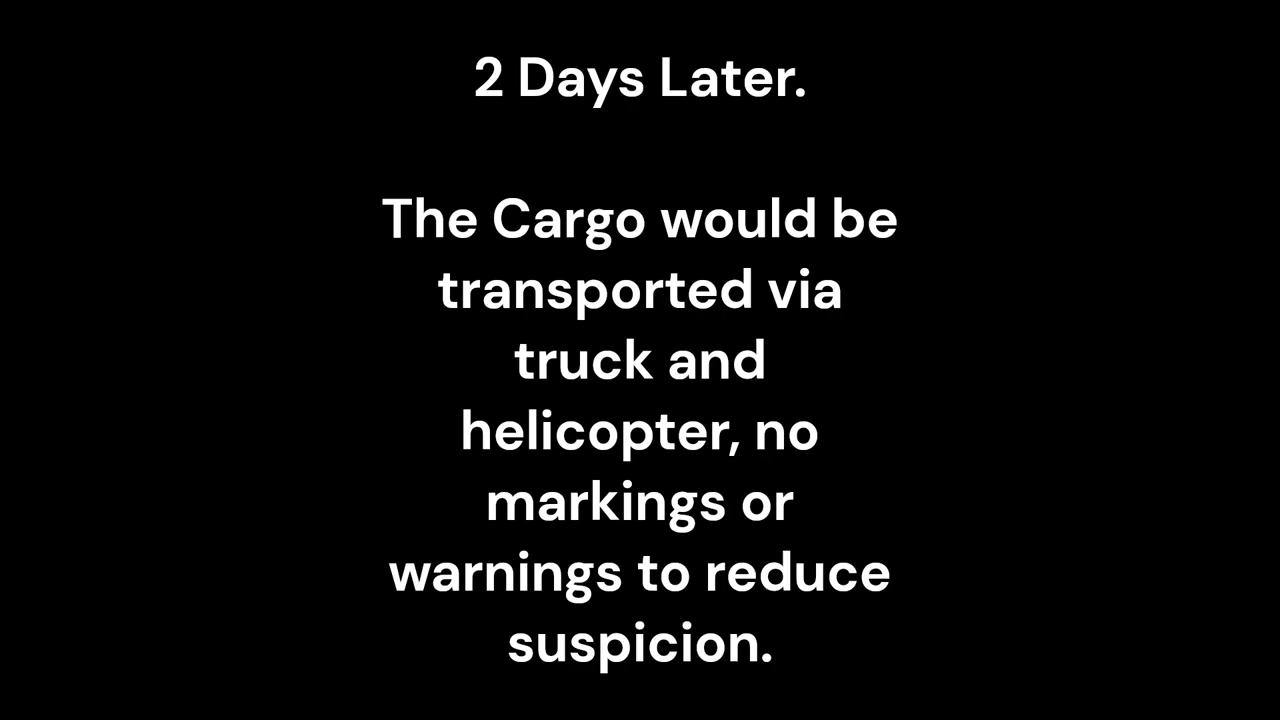 2 Days Later.
The Cargo would be
transported via
truck and
helicopter, no
markings or
warnings to reduce
suspicion.